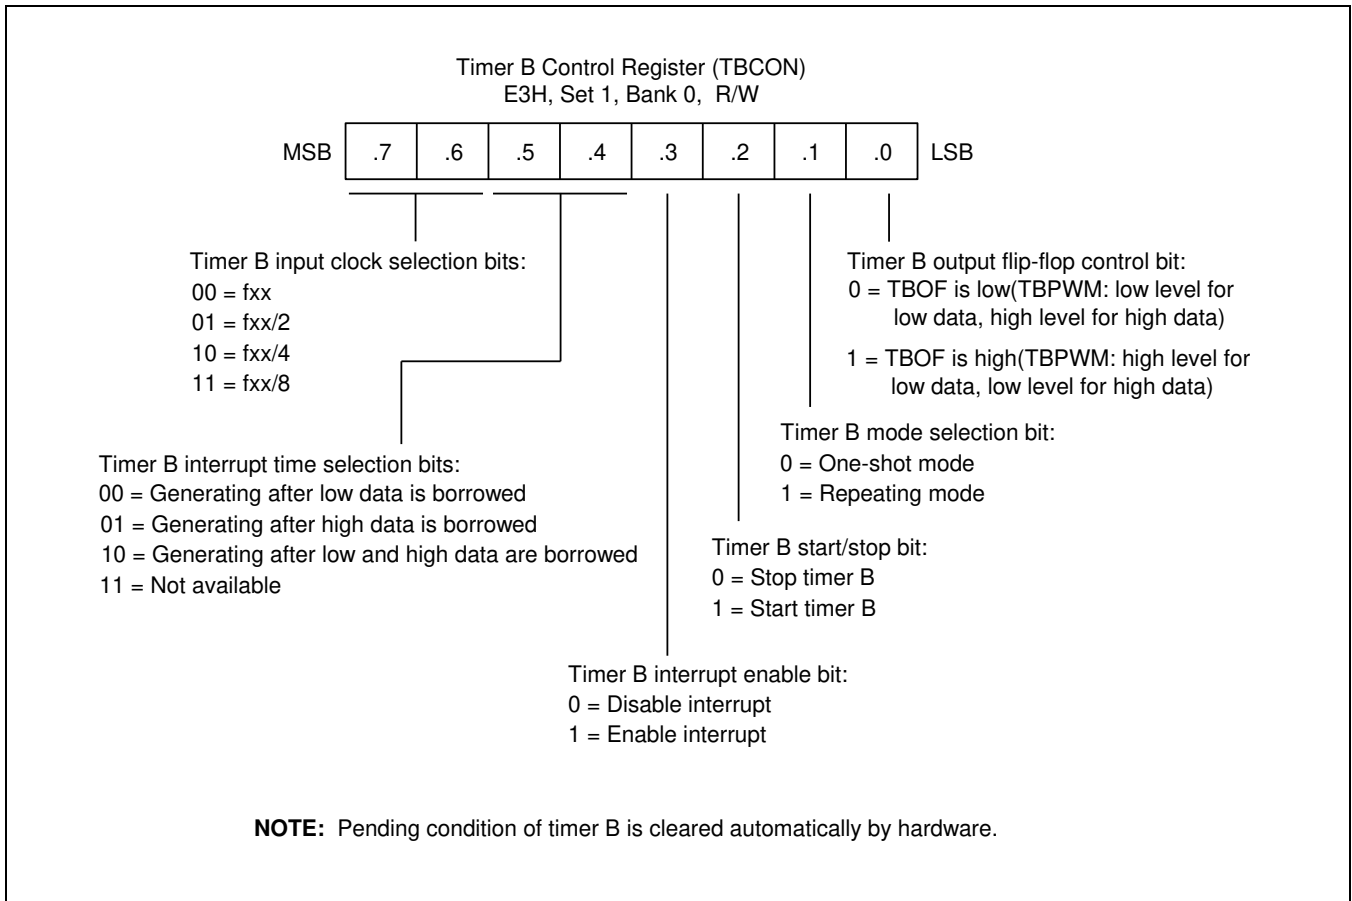 Timer B Control Register (TBCON)
E3H, Set 1, Bank 0,  R/W
MSB .7 .6 .5 .4 .3 .2 .1 .0 LSB
Timer B input clock selection bits:
00 = fxx
01 = fxx/2
10 = fxx/4
11 = fxx/8
Timer B output flip-flop control bit:
0 = TBOF is low(TBPWM: low level for
low data, high level for high data)
1 = TBOF is high(TBPWM: high level for
low data, low level for high data)
Timer B mode selection bit:
0 = One-shot mode
1 = Repeating mode
Timer B interrupt time selection bits:
00 = Generating after low data is borrowed
01 = Generating after high data is borrowed
10 = Generating after low and high data are borrowed
11 = Not available
Timer B start/stop bit:
0 = Stop timer B
1 = Start timer B
Timer B interrupt enable bit:
0 = Disable interrupt
1 = Enable interrupt
NOTE:  Pending condition of timer B is cleared automatically by hardware.